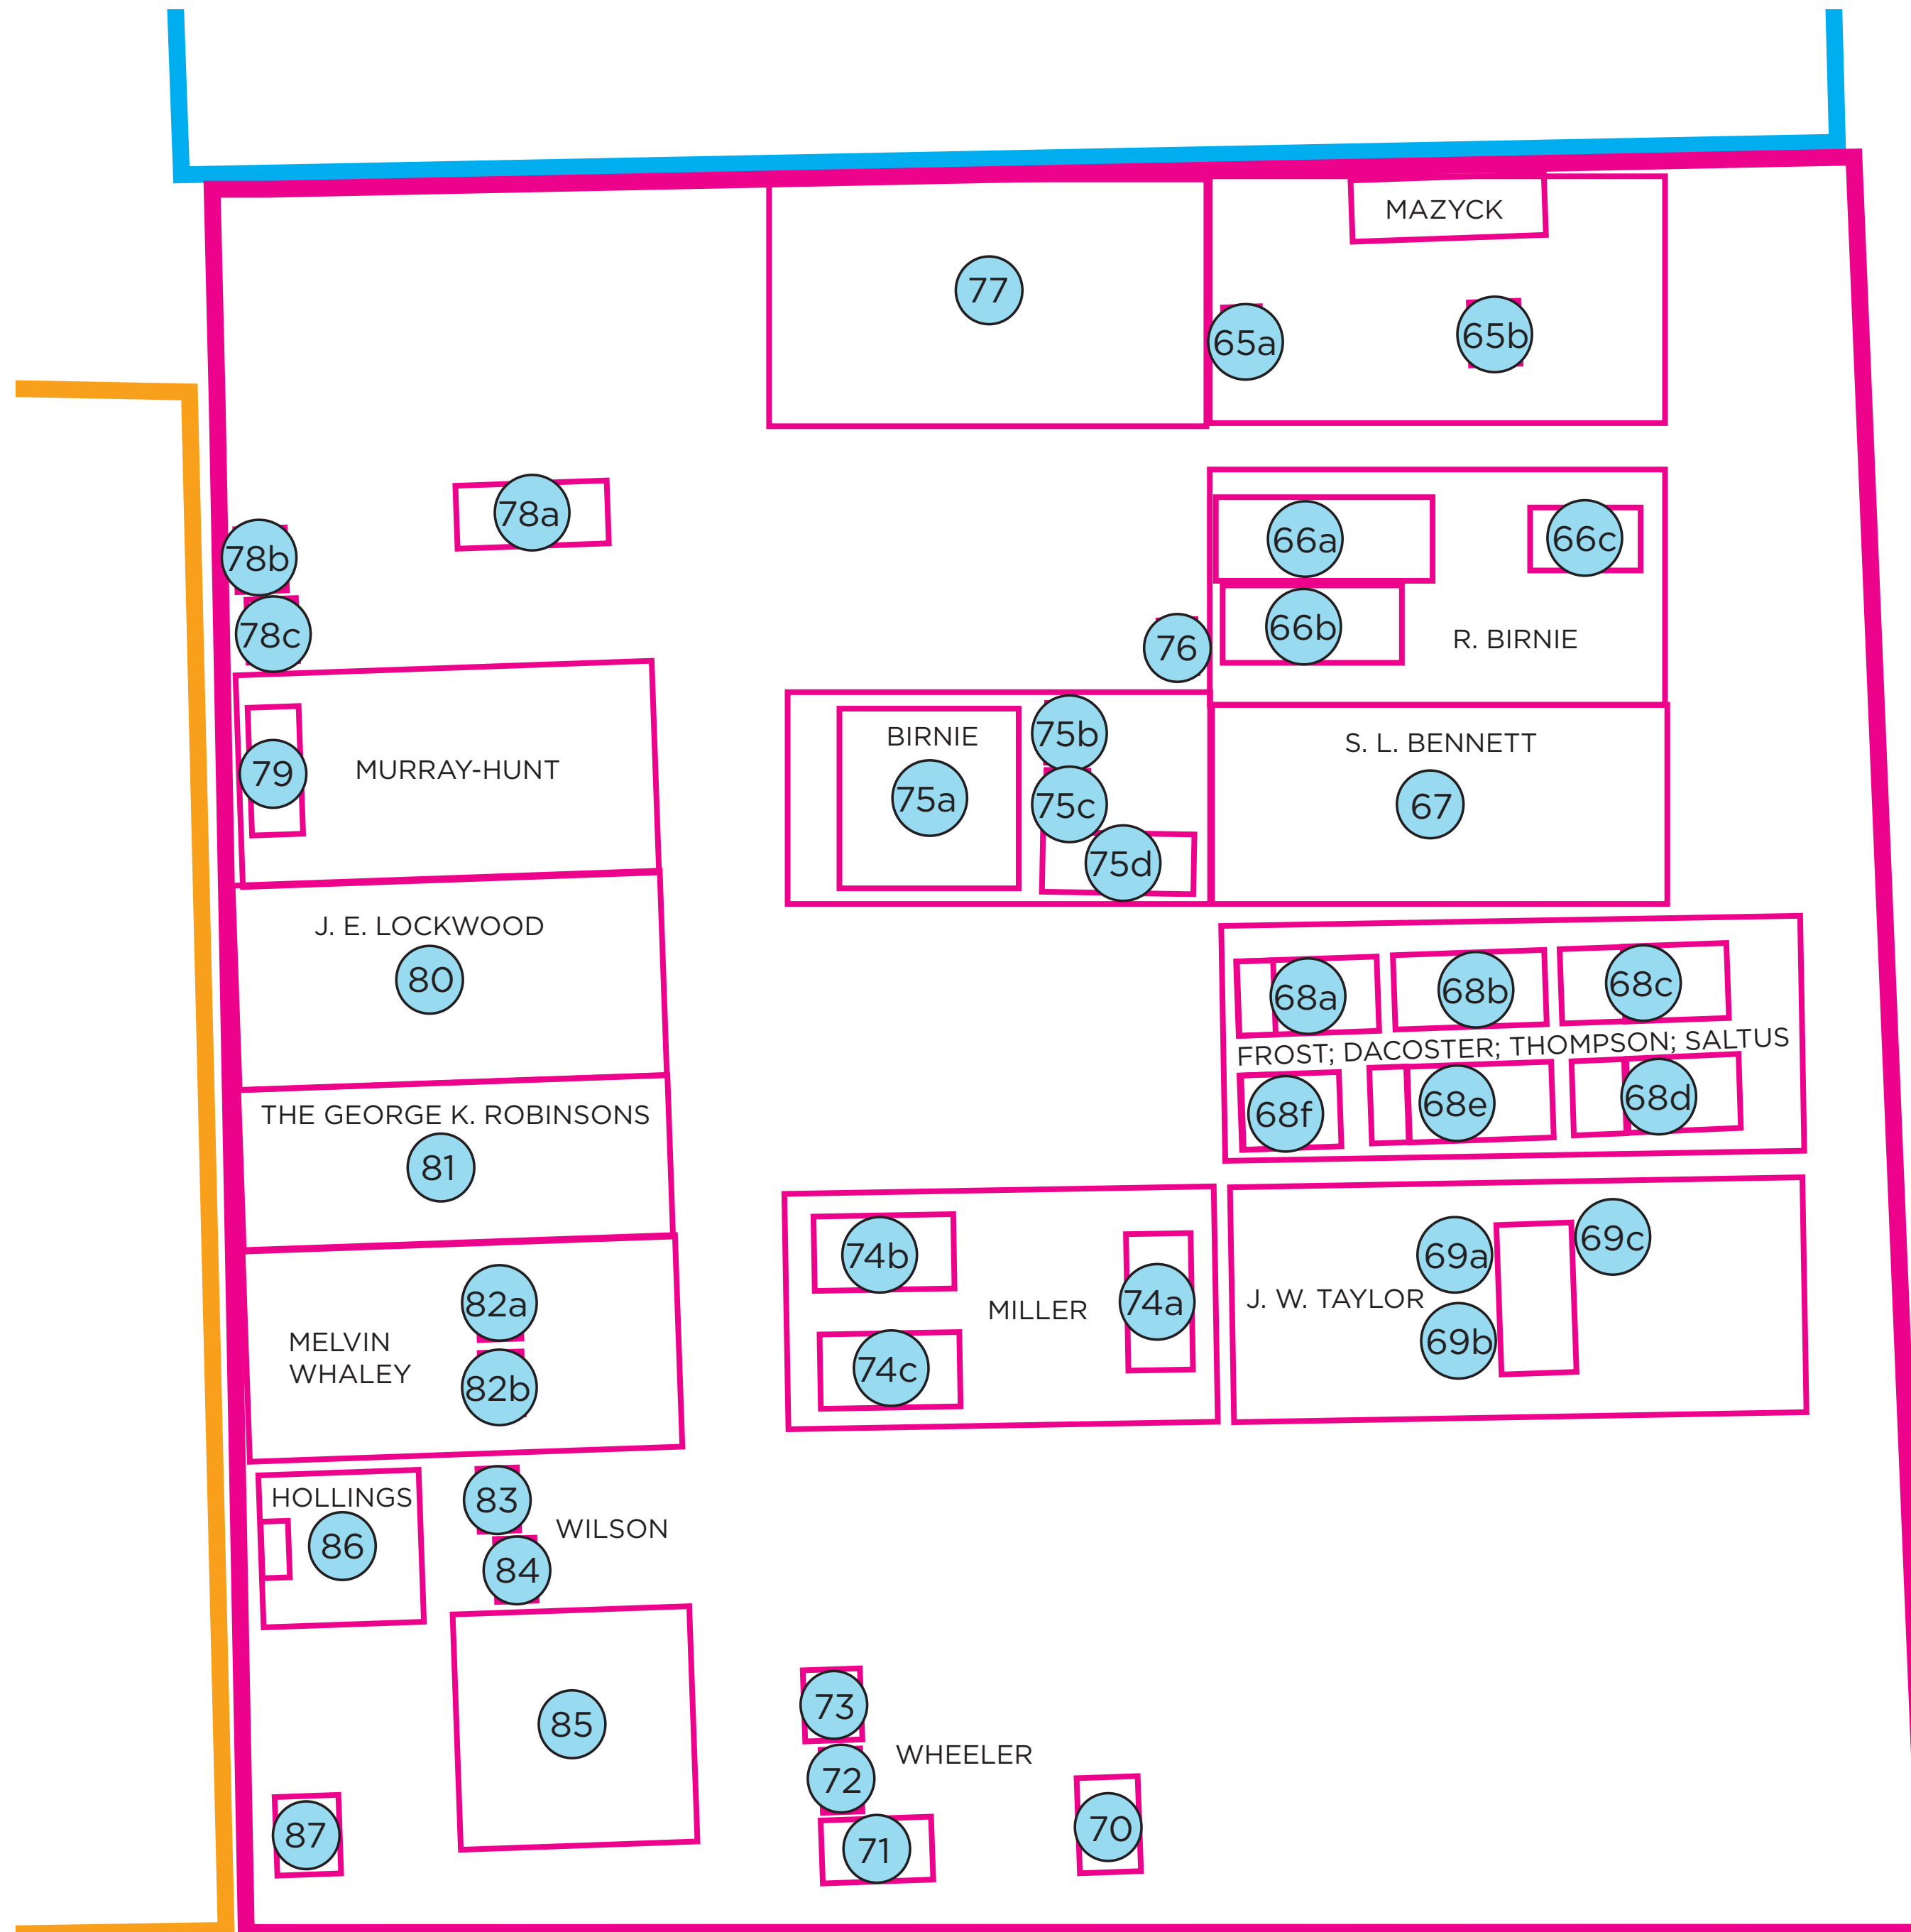 MAZYCK
77
65a
65b
78a
66a
66c
78b
66b
78c
R. BIRNIE
76
BIRNIE
75b
S. L. BENNETT
79
MURRAY-HUNT
75a
75c
67
75d
J. E. LOCKWOOD
80
68a
68b
68c
FROST; DACOSTER; THOMPSON; SALTUS
THE GEORGE K. ROBINSONS
68f
68e
68d
81
74b
69a
69c
82a
MILLER
74a
J. W. TAYLOR
MELVIN
WHALEY
69b
82b
74c
HOLLINGS
83
WILSON
86
84
85
73
WHEELER
72
87
71
70